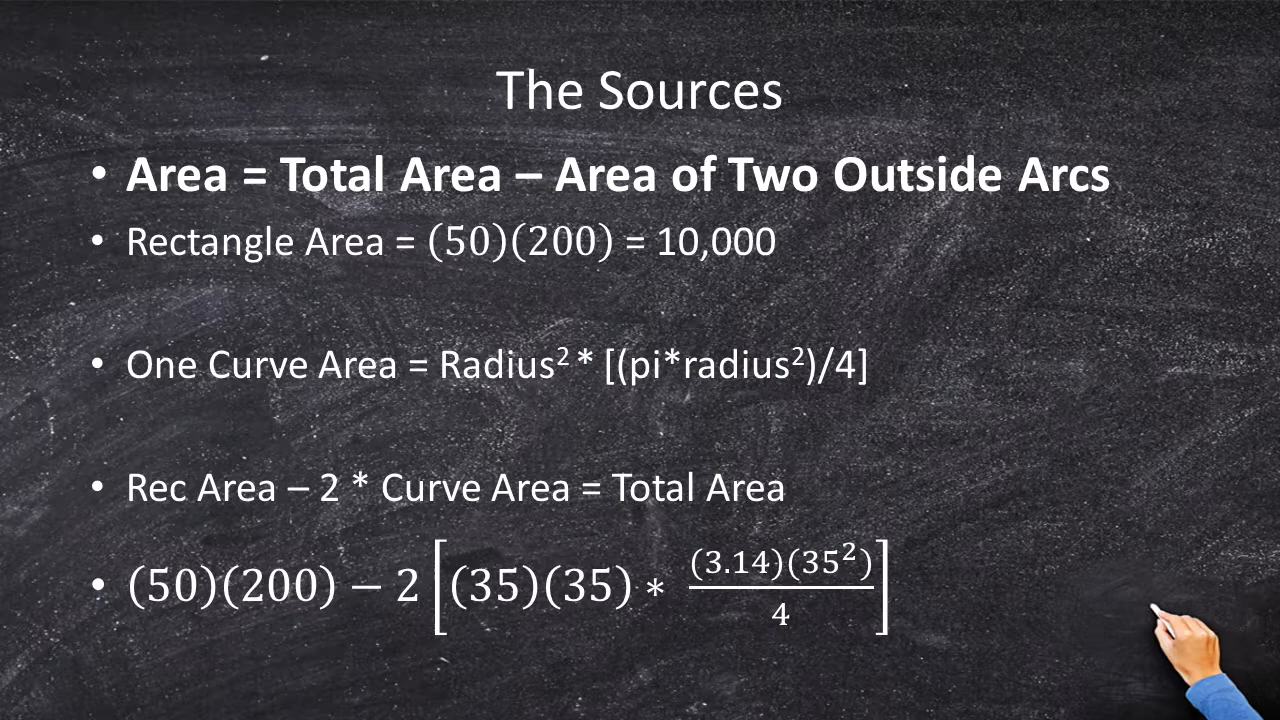 The Sources
• Area = Total Area – Area of Two Outside Arcs
• Rectangle Area = (50)(200) = 10,000
• One Curve Area = Radius² * [(pi*radius²)/4]
• Rec Area – 2 * Curve Area = Total Area
• (50)(200) − 2 [(35)(35) * (3.14)(35²)/4]